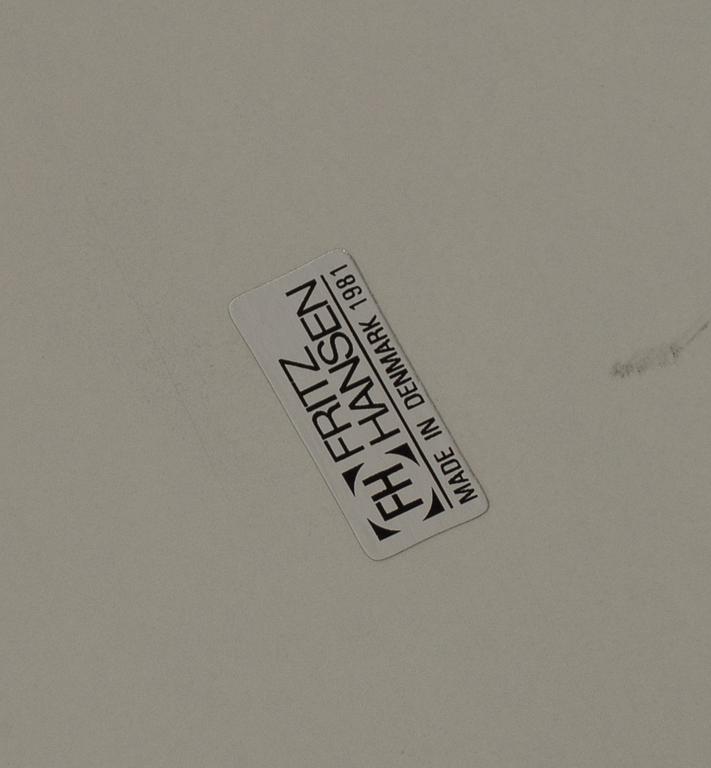 FH
FRITZ
HANSEN
MADE IN DENMARK 1981